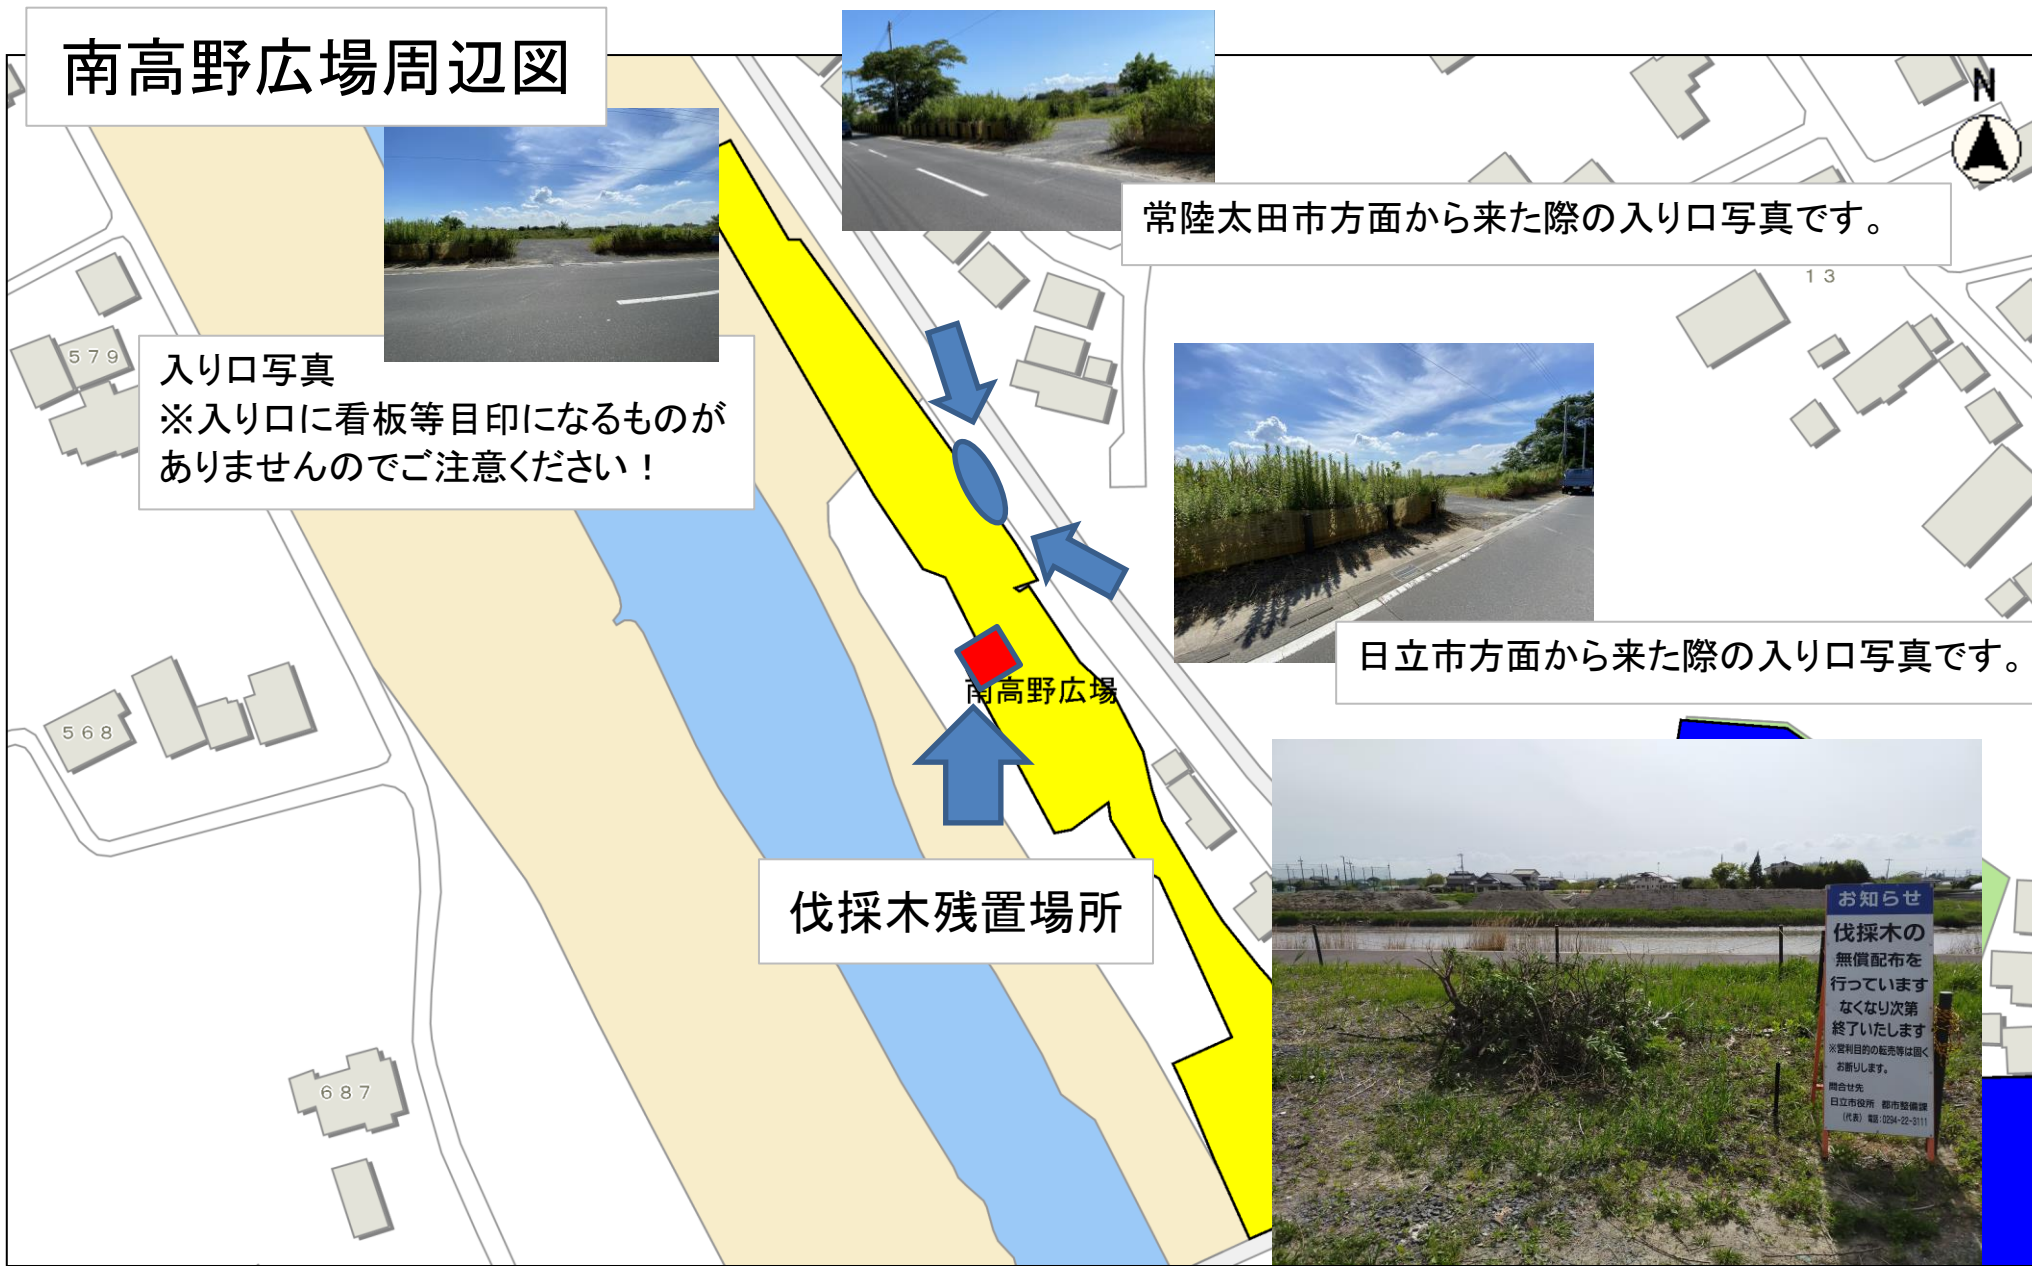 南高野広場周辺図
N
常陸太田市方面から来た際の入り口写真です。
13
579
入り口写真
※入り口に看板等目印になるものが
ありませんのでご注意ください！
日立市方面から来た際の入り口写真です。
南高野広場
568
伐採木残置場所
687
お知らせ
伐採木の
無償配布を
行っています
なくなり次第
終了いたします
※営利目的の転売等は固く
お断りします。
問合せ先
日立市役所 都市整備課
(代表) 電話:0294-22-3111